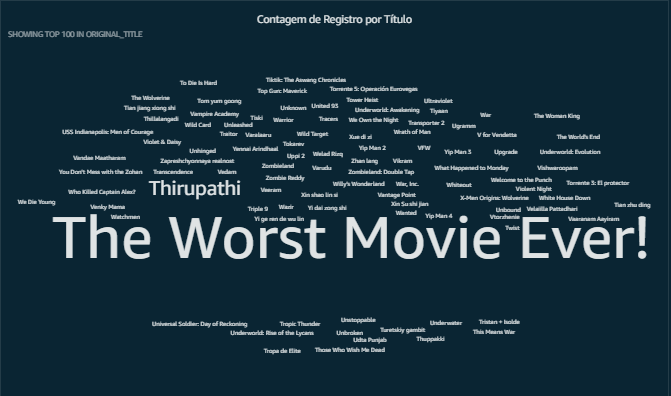 Contagem de Registro por Título
SHOWING TOP 100 IN ORIGINAL_TITLE
To Die Is Hard
Tiktik: The Aswang Chronicles
Top Gun: Maverick
Torrente 5: Operación Eurovegas
The Wolverine
Tom yum goong
Tower Heist
Ultraviolet
Tian jiang xiong shi
Unknown
United 93
Underworld: Awakening
Tiyaan
Vampire Academy
War
The Woman King
Thillalangadi
Tiski
Warrior
Tracers
We Own the Night
Transporter 2
Wild Card
Unleashed
Ugramm
USS Indianapolis: Men of Courage
Traitor
Varalaaru
Wild Target
Xue di zi
Wrath of Man
V for Vendetta
The World's End
Violet & Daisy
Tokarev
Unhinged
Vennai Arindhaal
Yip Man 2
VFW
Yip Man 3
Upgrade
Underworld: Evolution
Vandae Maatharam
Uppi 2
Welad Rizq
Zapreshchyonnaya realnost
Zhan lang
Vikram
Zombieland
Varudu
What Happened to Monday
Vishwaroopam
You Don't Mess with the Zohan
Transcendence
Vedam
Zombieland: Double Tap
Zombie Reddy
Welcome to the Punch
Willy's Wonderland
War, Inc.
Whiteout
Torrente 3: El protector
Who Killed Captain Alex?
Thirupathi
Veeram
Violent Night
Xin shao lin si
Vantage Point
X-Men Origins: Wolverine
White House Down
We Die Young
Venky Mama
Triple 9
Wazir
Yi dai zong shi
Xin Su shi jian
Tian zhu ding
Unbound
Velailla Pattadhari
Wanted
Watchmen
Yi ge ren de wu lin
Yip Man 4
Vtorzhenie
Vaaranam Aayiram
Twist
The Worst Movie Ever!
Universal Soldier: Day of Reckoning
Tropic Thunder
Unstoppable
Underwater
Tristan + Isolde
Underworld: Rise of the Lycans
Unbroken
Turetskiy gambit
This Means War
Udta Punjab
Thuppakki
Tropa de Elite
Those Who Wish Me Dead